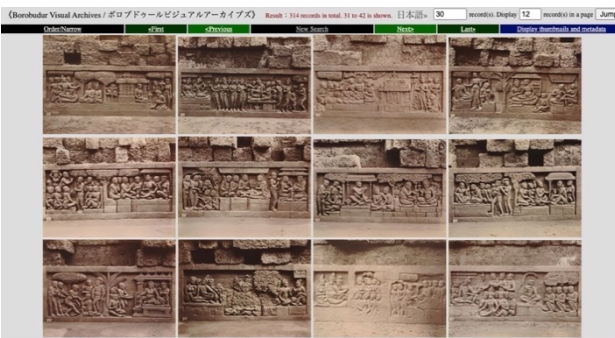 《Borobudur Visual Archives / ボロブドゥールビジュアルアーカイブズ》 Result : 314 records in total. 31 to 42 is shown. 日本語» 30 record(s). Display 12 record(s) in a page Jump
Order/Narrow «First <Previous New Search Next> Last» Display thumbnails and metadata